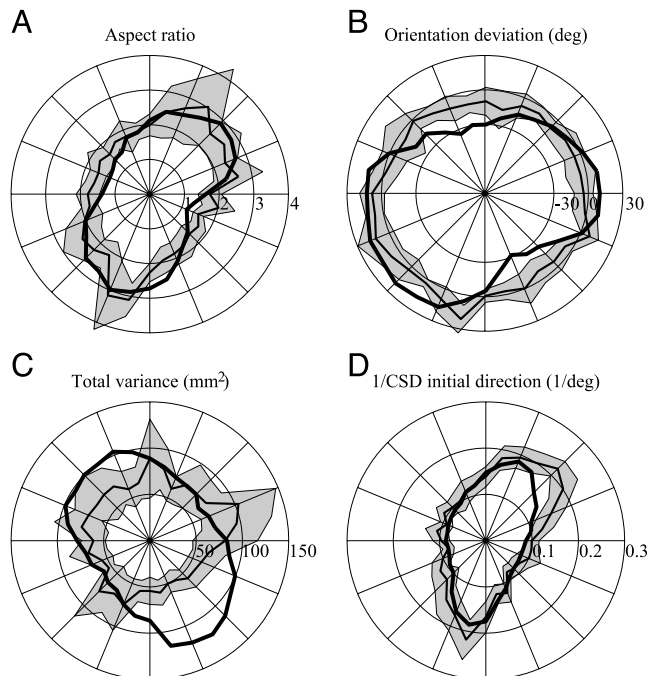 A
Aspect ratio
1 2 3 4
B
Orientation deviation (deg)
-30 0 30
C
Total variance (mm²)
50 100 150
D
1/CSD initial direction (1/deg)
0.1 0.2 0.3